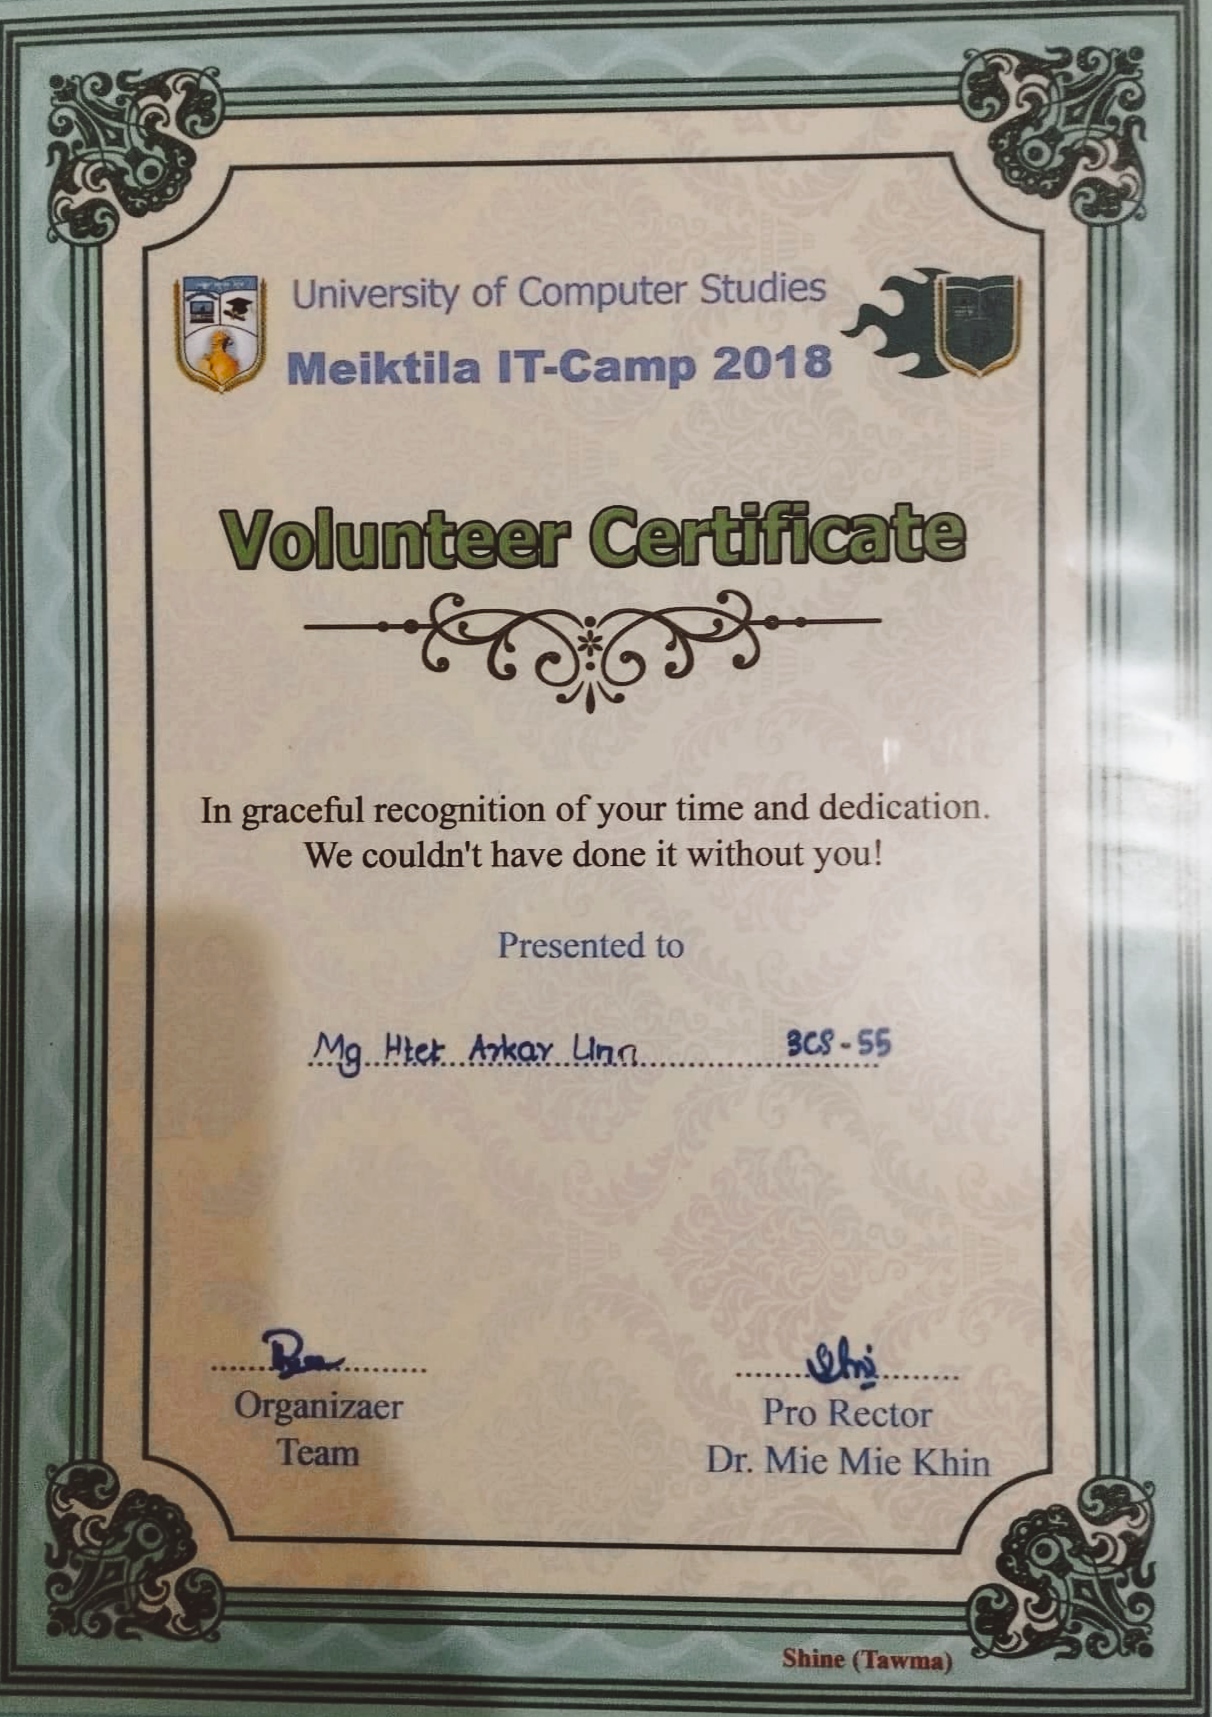 University of Computer Studies
Meiktila IT-Camp 2018
Volunteer Certificate
In graceful recognition of your time and dedication.
We couldn't have done it without you!
Presented to
Mg Htet Arkar Linn 3CS-55
Organizaer
Team
Pro Rector
Dr. Mie Mie Khin
Shine (Tawma)